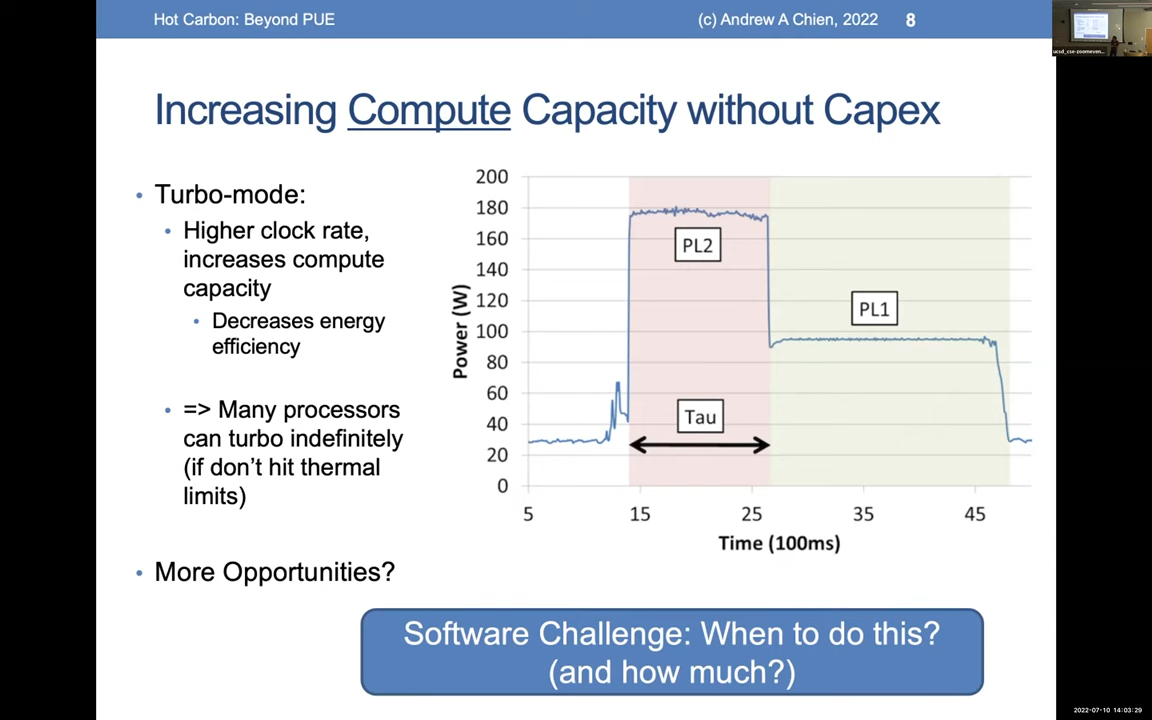 Hot Carbon: Beyond PUE
(c) Andrew A Chien, 2022
8
ucsd_cse-zoomeven...
Increasing Compute Capacity without Capex
• Turbo-mode:
• Higher clock rate,
increases compute
capacity
• Decreases energy
efficiency
• => Many processors
can turbo indefinitely
(if don't hit thermal
limits)
• More Opportunities?
200
180
160
140
120
100
80
60
40
20
0
Power (W)
PL2
PL1
Tau
5
15
25
35
45
Time (100ms)
Software Challenge: When to do this?
(and how much?)
2022-07-10 14:03:29